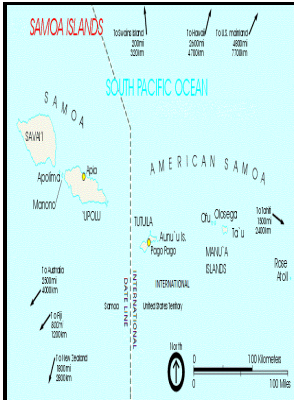 SAMOA ISLANDS
To Swains Island
200mi
320km
To Hawaii
2600mi
4700km
To U.S. mainland
4800mi
7700km
SOUTH PACIFIC OCEAN
SAMOA
SAVAI'I
Apolima
Manono
Apia
'UPOLU
AMERICAN SAMOA
TUTUILA
Aunu`u Is.
Pago Pago
Ofu
Olosega
Ta`u
MANU`A
ISLANDS
To Tahiti
1500mi
2400km
Rose
Atoll
To Australia
2500mi
4000km
To Fiji
800mi
1200km
To New Zealand
1800mi
2800km
Samoa
INTERNATIONAL
DATE LINE
INTERNATIONAL
United States Territory
North
0
100 Kilometers
0
100 Miles